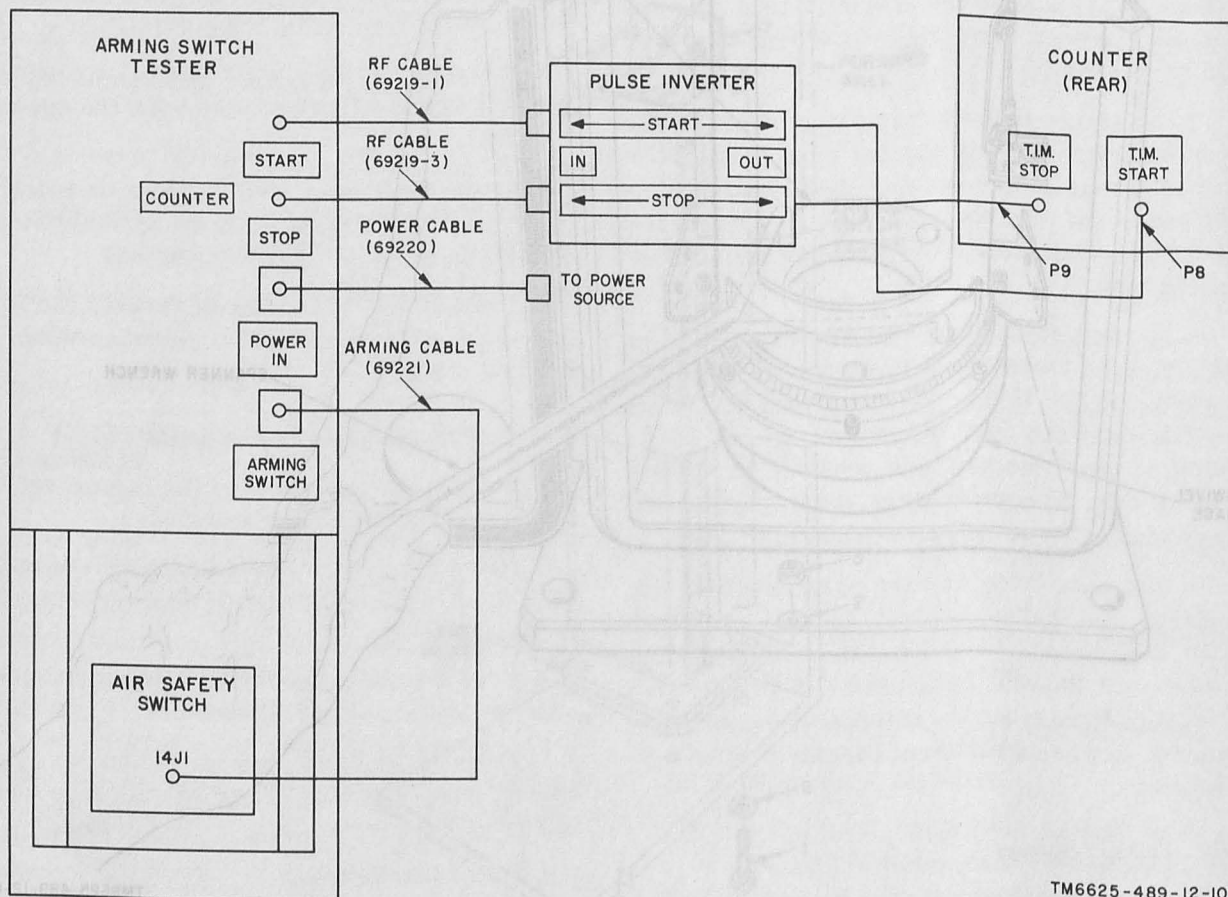 ARMING SWITCH
TESTER
START
COUNTER
STOP
POWER
IN
ARMING
SWITCH
AIR SAFETY
SWITCH
14J1
RF CABLE
(69219-1)
RF CABLE
(69219-3)
POWER CABLE
(69220)
TO POWER
SOURCE
ARMING CABLE
(69221)
PULSE INVERTER
START
IN
OUT
STOP
COUNTER
(REAR)
T.I.M.
STOP
T.I.M.
START
P9
P8
SPANNER WRENCH
TM6625-489-12-10